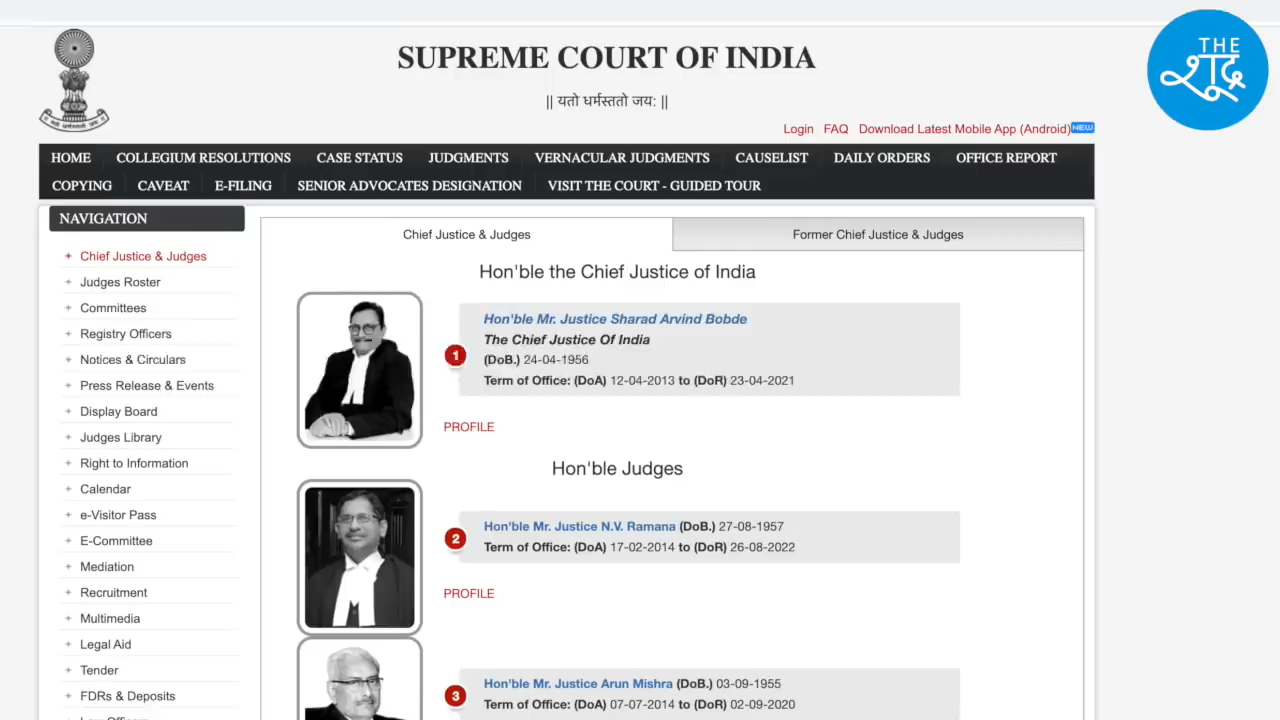 THE
शब्द
SUPREME COURT OF INDIA
|| यतो धर्मस्ततो जय: ||
Login FAQ Download Latest Mobile App (Android) NEW
HOME COLLEGIUM RESOLUTIONS CASE STATUS JUDGMENTS VERNACULAR JUDGMENTS CAUSELIST DAILY ORDERS OFFICE REPORT
COPYING CAVEAT E-FILING SENIOR ADVOCATES DESIGNATION VISIT THE COURT - GUIDED TOUR
NAVIGATION
+ Chief Justice & Judges
+ Judges Roster
+ Committees
+ Registry Officers
+ Notices & Circulars
+ Press Release & Events
+ Display Board
+ Judges Library
+ Right to Information
+ Calendar
+ e-Visitor Pass
+ E-Committee
+ Mediation
+ Recruitment
+ Multimedia
+ Legal Aid
+ Tender
+ FDRs & Deposits
Chief Justice & Judges
Former Chief Justice & Judges
Hon'ble the Chief Justice of India
1
Hon'ble Mr. Justice Sharad Arvind Bobde
The Chief Justice Of India
(DoB.) 24-04-1956
Term of Office: (DoA) 12-04-2013 to (DoR) 23-04-2021
PROFILE
Hon'ble Judges
2
Hon'ble Mr. Justice N.V. Ramana (DoB.) 27-08-1957
Term of Office: (DoA) 17-02-2014 to (DoR) 26-08-2022
PROFILE
3
Hon'ble Mr. Justice Arun Mishra (DoB.) 03-09-1955
Term of Office: (DoA) 07-07-2014 to (DoR) 02-09-2020